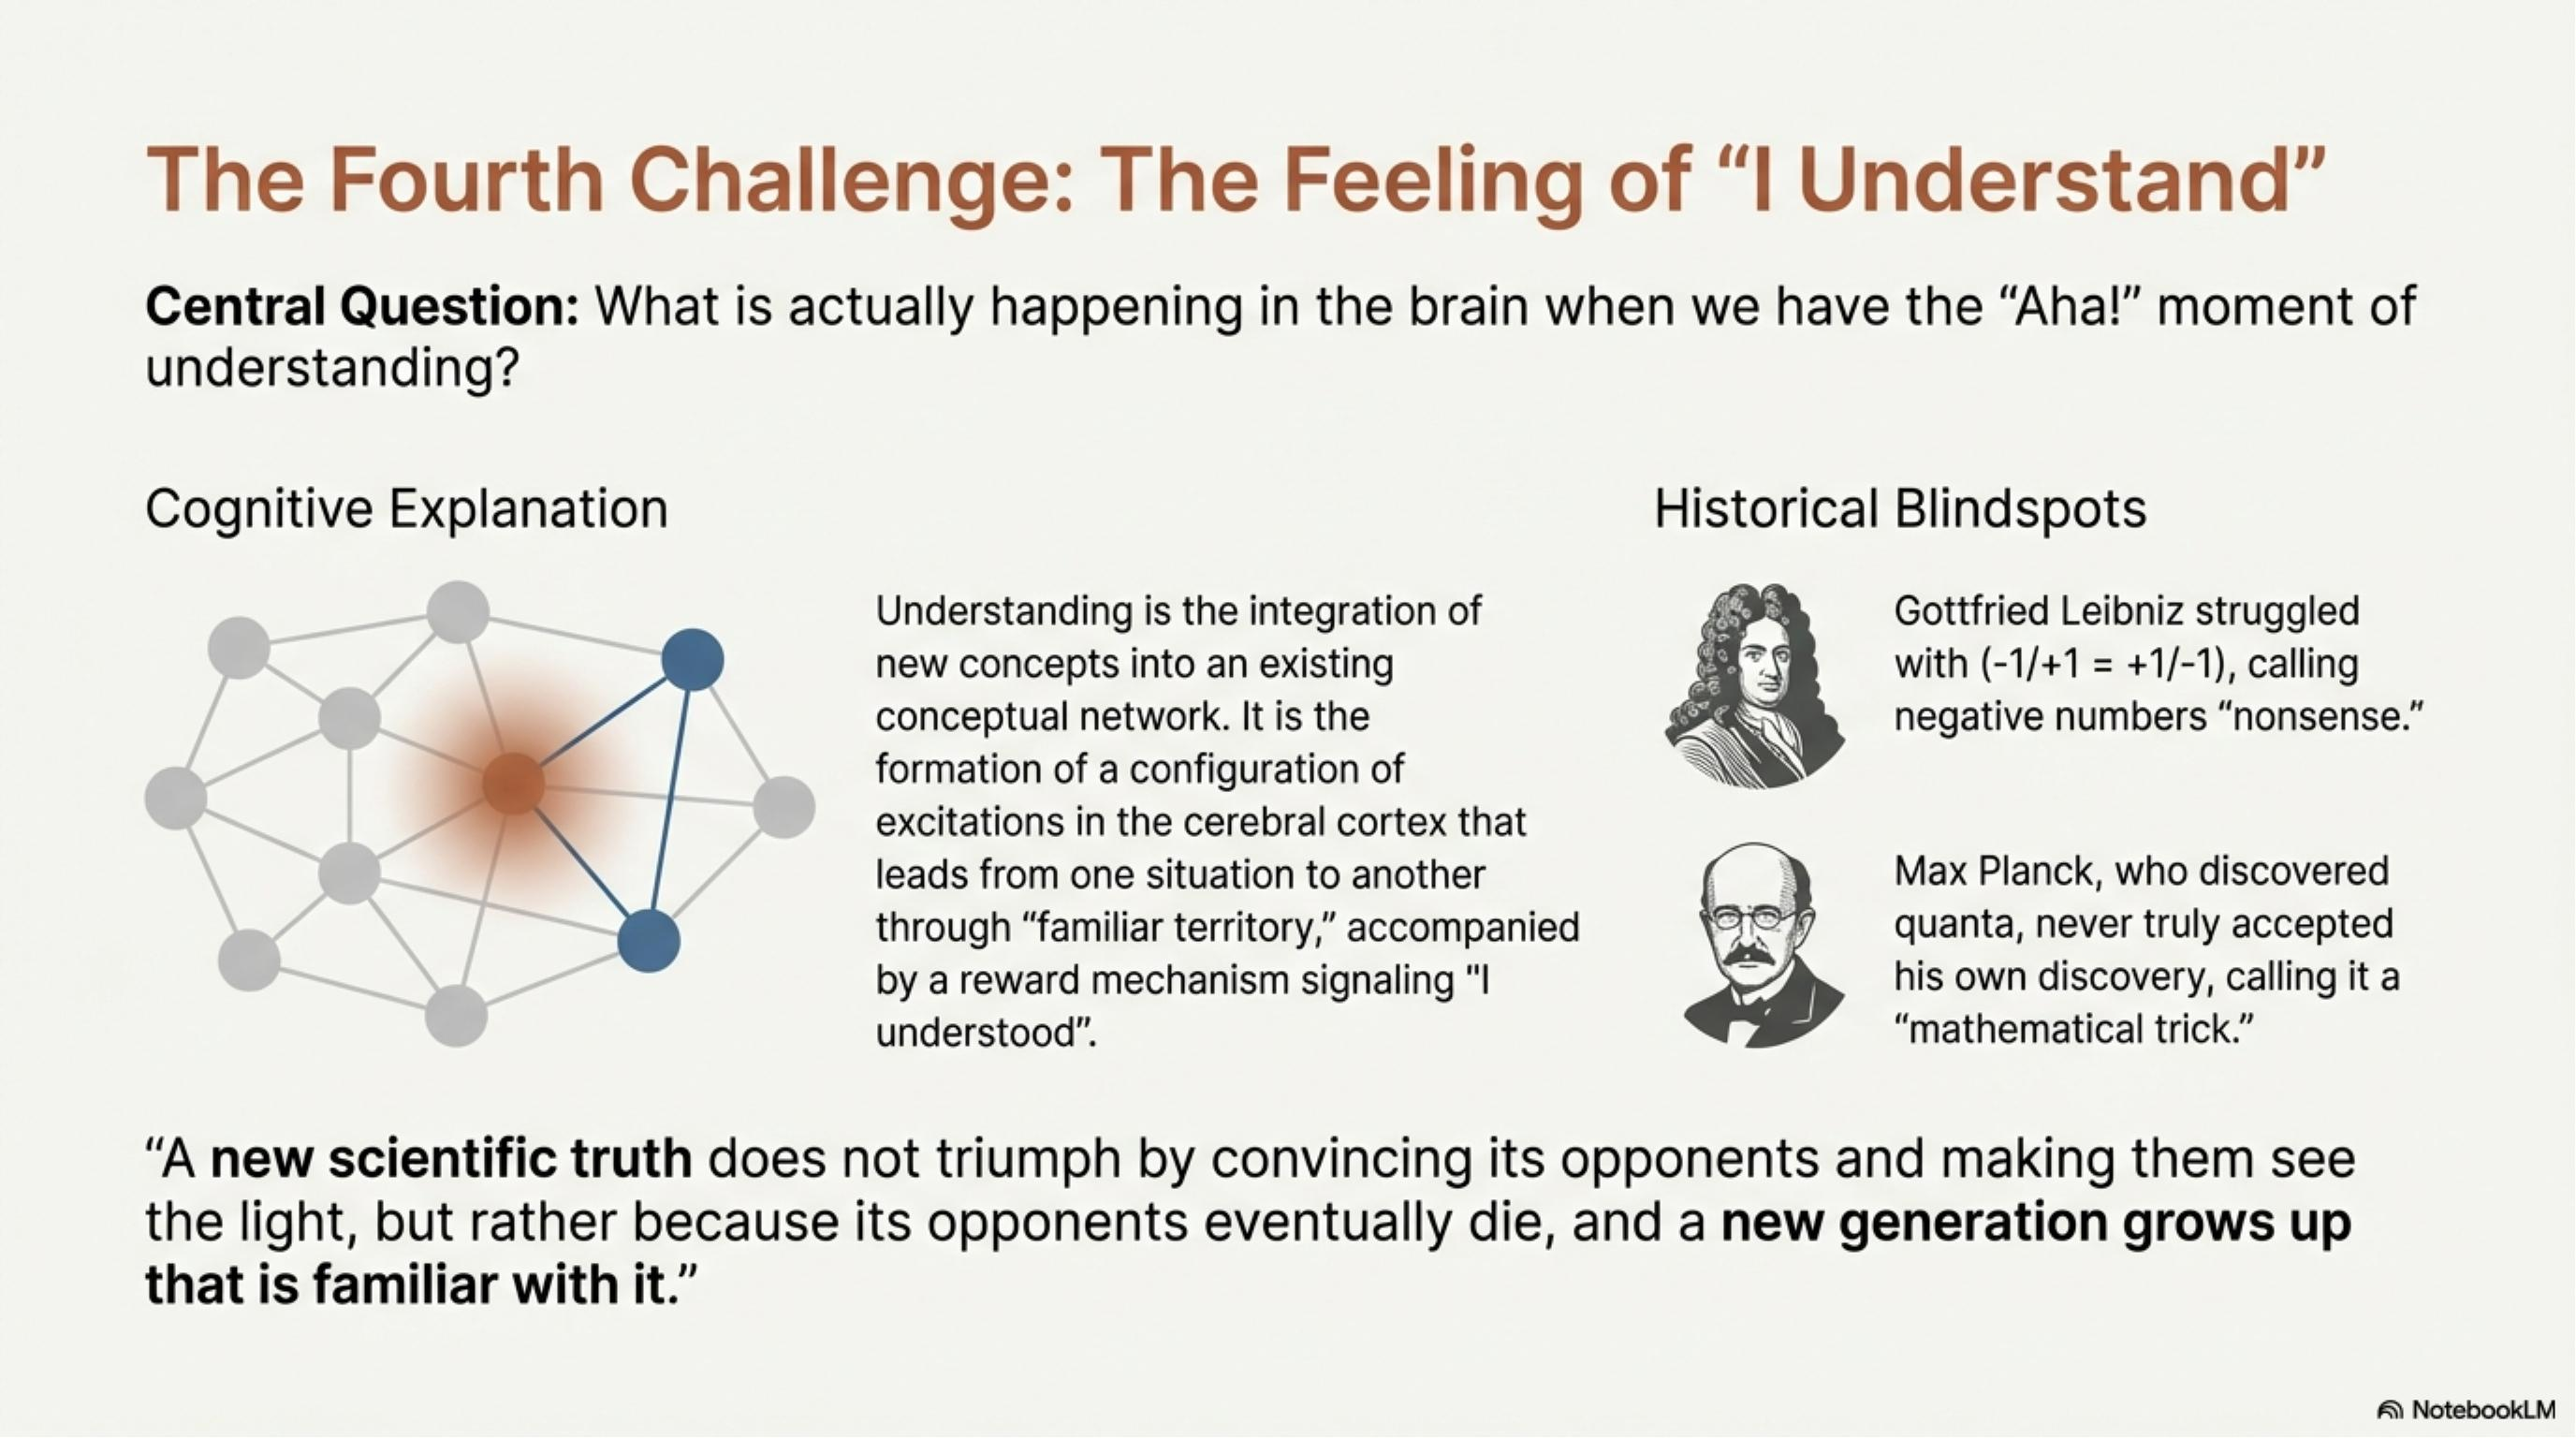 The Fourth Challenge: The Feeling of “I Understand”
Central Question: What is actually happening in the brain when we have the “Aha!” moment of
understanding?
Cognitive Explanation
Understanding is the integration of
new concepts into an existing
conceptual network. It is the
formation of a configuration of
excitations in the cerebral cortex that
leads from one situation to another
through “familiar territory,” accompanied
by a reward mechanism signaling "I
understood”.
Historical Blindspots
Gottfried Leibniz struggled
with (-1/+1 = +1/-1), calling
negative numbers “nonsense.”
Max Planck, who discovered
quanta, never truly accepted
his own discovery, calling it a
“mathematical trick.”
“A new scientific truth does not triumph by convincing its opponents and making them see
the light, but rather because its opponents eventually die, and a new generation grows up
that is familiar with it.”
NotebookLM